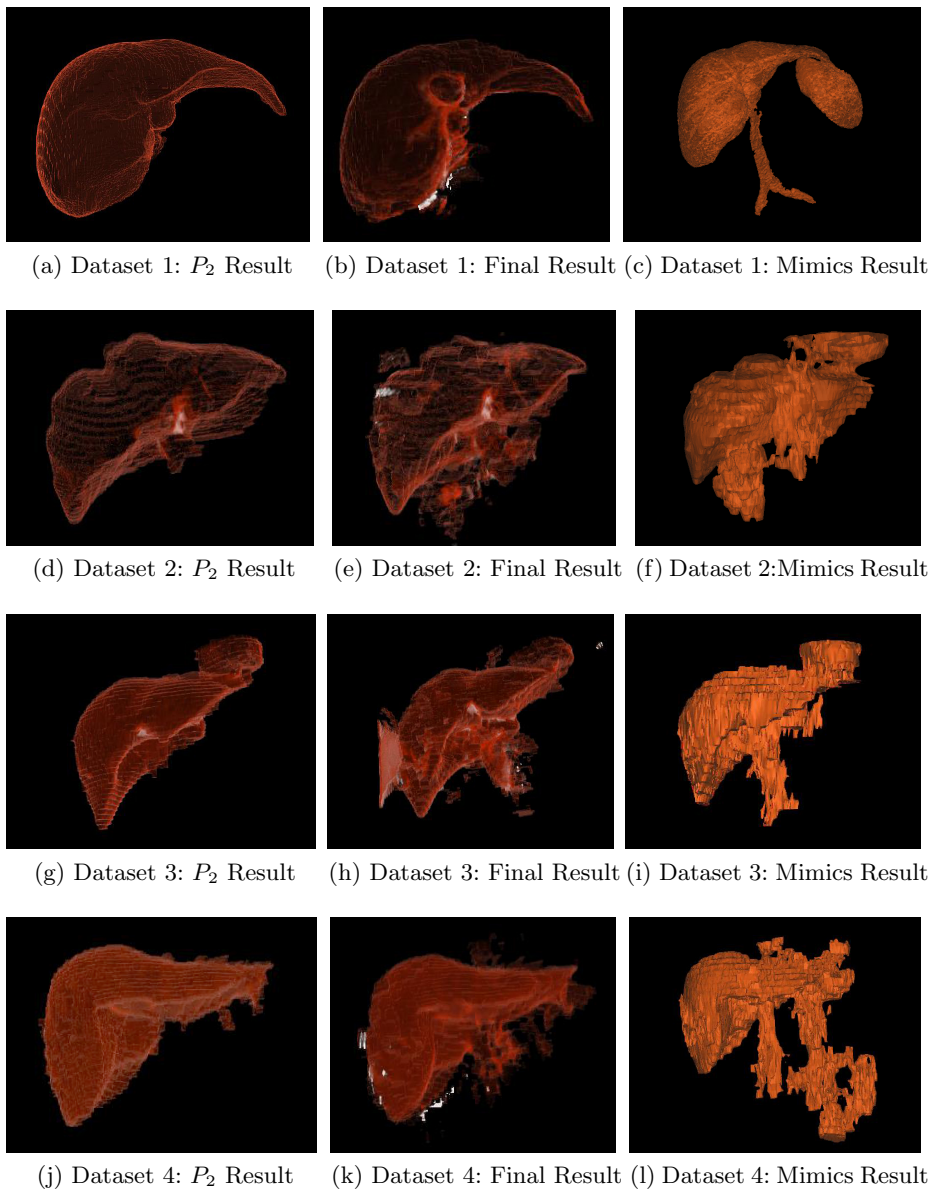 (a) Dataset 1: P₂ Result (b) Dataset 1: Final Result (c) Dataset 1: Mimics Result
(d) Dataset 2: P₂ Result (e) Dataset 2: Final Result (f) Dataset 2:Mimics Result
(g) Dataset 3: P₂ Result (h) Dataset 3: Final Result (i) Dataset 3: Mimics Result
(j) Dataset 4: P₂ Result (k) Dataset 4: Final Result (l) Dataset 4: Mimics Result